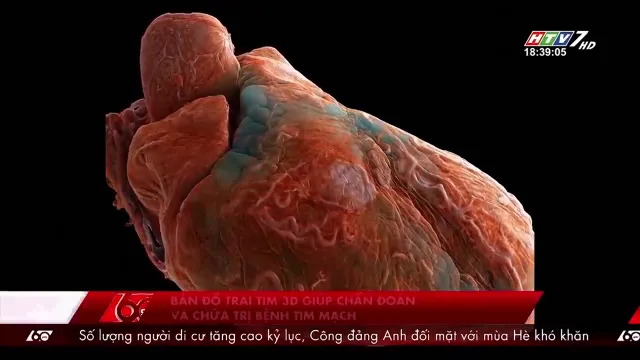 HTV7 HD
18:39:05
BẢN ĐỒ TRÁI TIM 3D GIÚP CHẨN ĐOÁN
VÀ CHỮA TRỊ BỆNH TIM MẠCH
Số lượng người di cư tăng cao kỷ lục, Công đảng Anh đối mặt với mùa Hè khó khăn